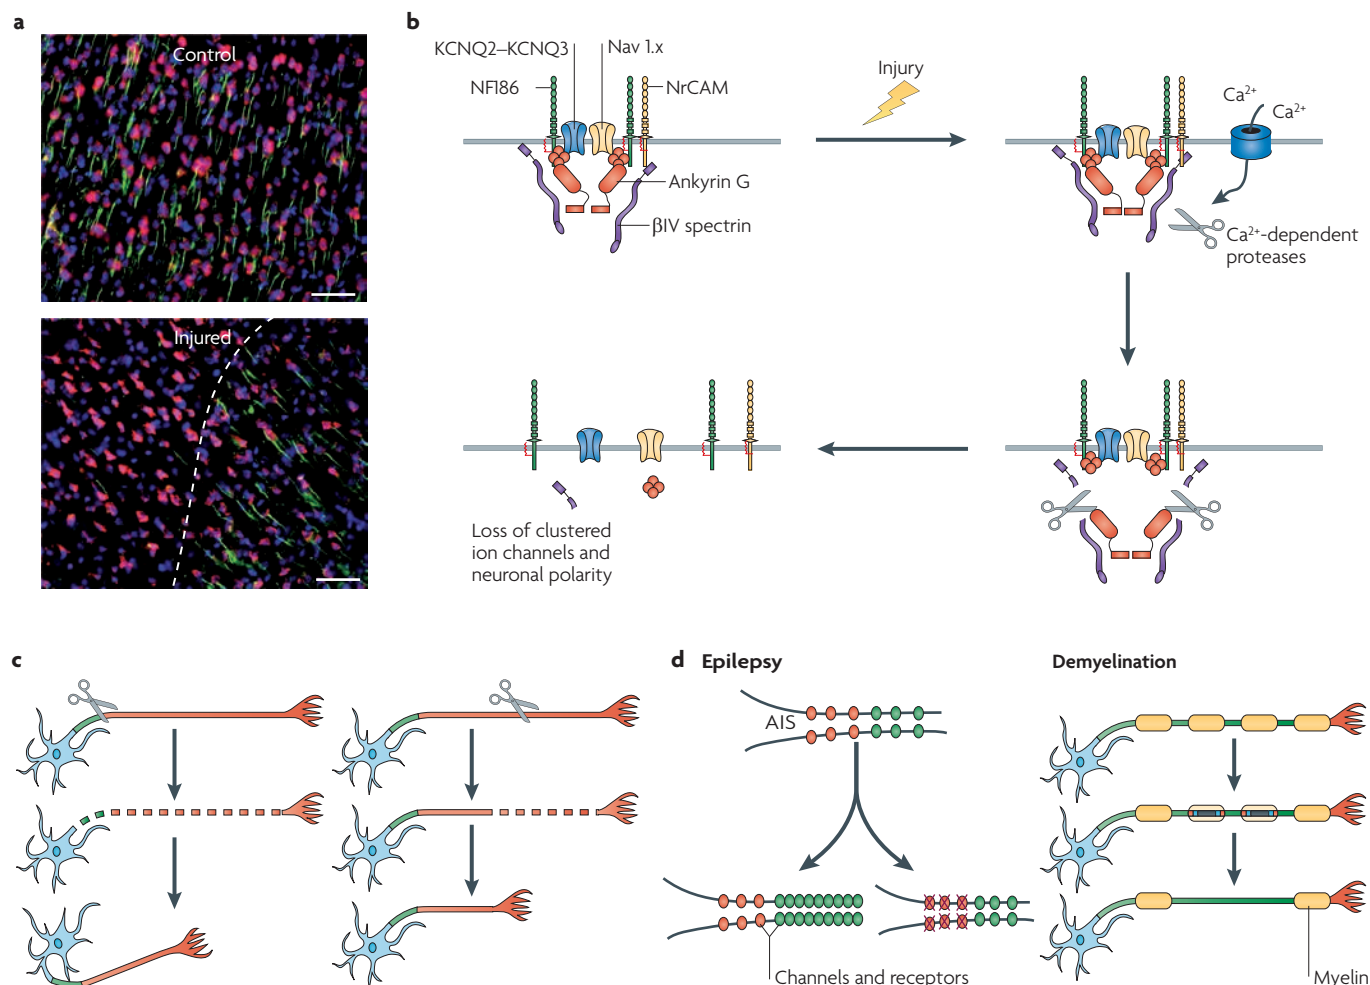 a
Control
Injured
b
KCNQ2–KCNQ3
Nav 1.x
NF186
NrCAM
Ankyrin G
βIV spectrin
Injury
Ca²⁺
Ca²⁺
Ca²⁺-dependent
proteases
Loss of clustered
ion channels and
neuronal polarity
c
d Epilepsy
AIS
Channels and receptors
Demyelination
Myelin